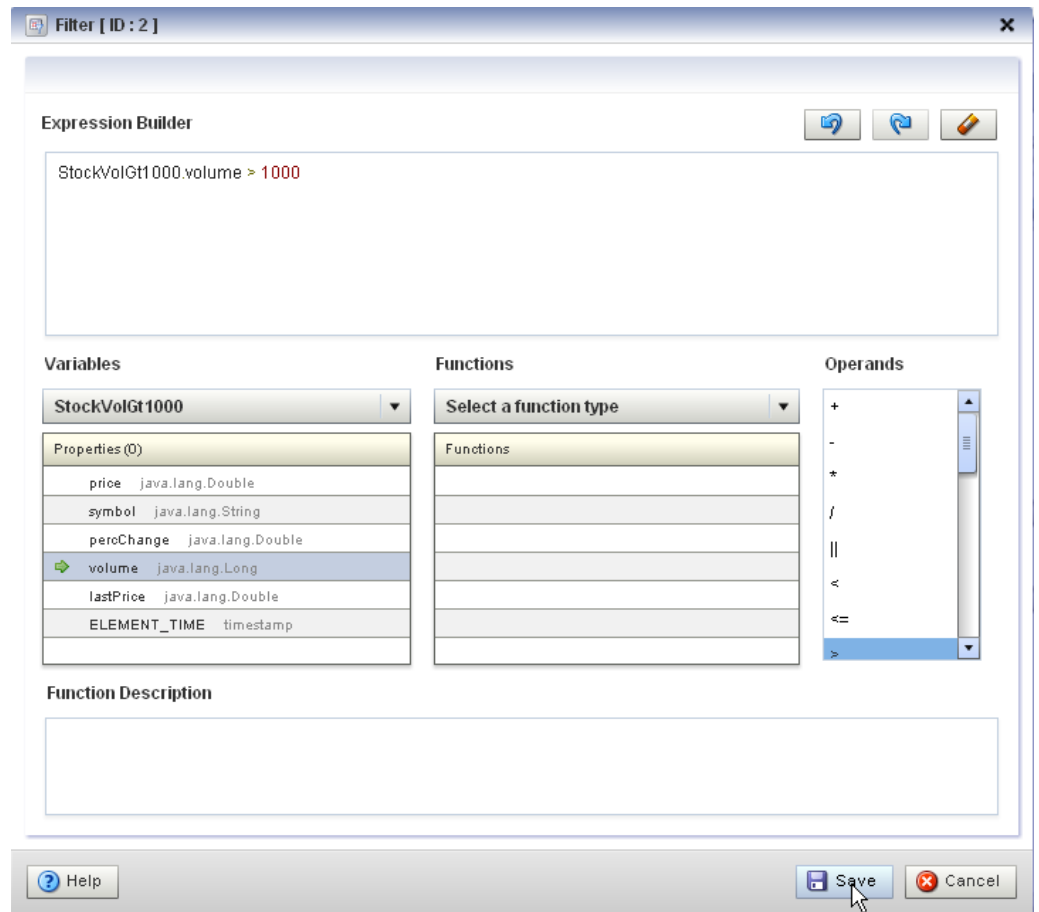 Filter [ ID : 2 ]
Expression Builder
StockVolGt1000.volume > 1000
Variables
Functions
Operands
StockVolGt1000
Select a function type
Properties (0)
Functions
price java.lang.Double
symbol java.lang.String
percChange java.lang.Double
volume java.lang.Long
lastPrice java.lang.Double
ELEMENT_TIME timestamp
+
-
*
/
||
<
<=
>
Function Description
Help
Save
Cancel